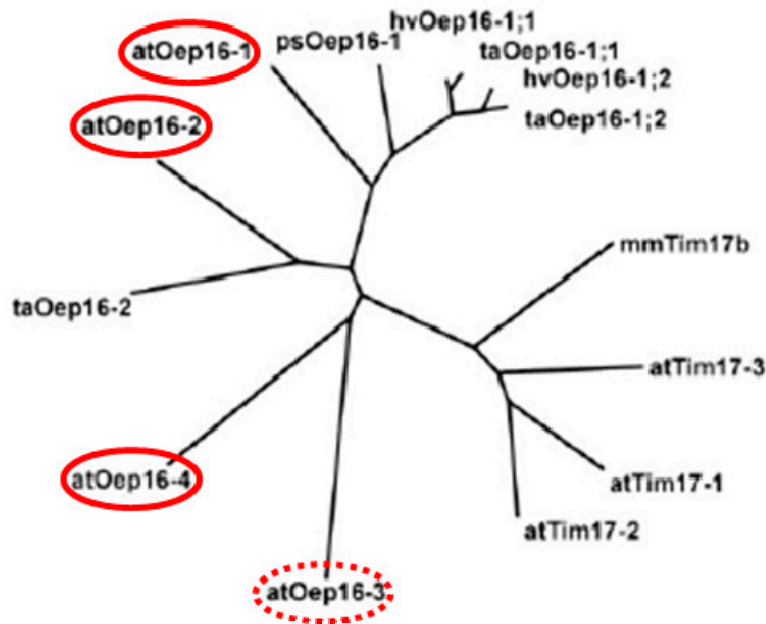 hvOep16-1;1
atOep16-1
psOep16-1
taOep16-1;1
hvOep16-1;2
taOep16-1;2
atOep16-2
mmTim17b
taOep16-2
atTim17-3
atOep16-4
atTim17-1
atTim17-2
atOep16-3